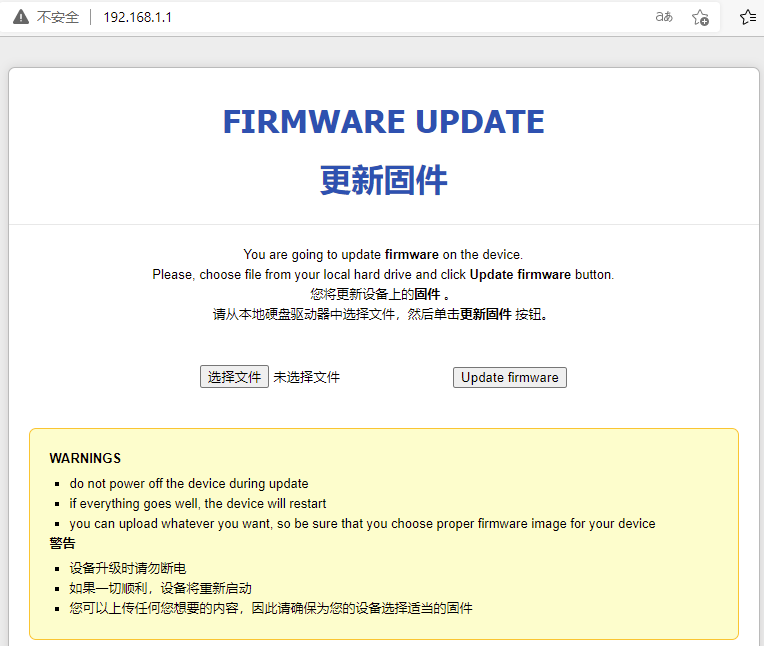 不安全 | 192.168.1.1 aあ
FIRMWARE UPDATE
更新固件
You are going to update firmware on the device.
Please, choose file from your local hard drive and click Update firmware button.
您将更新设备上的固件 。
请从本地硬盘驱动器中选择文件，然后单击更新固件 按钮。
选择文件 未选择文件 Update firmware
WARNINGS
▪ do not power off the device during update
▪ if everything goes well, the device will restart
▪ you can upload whatever you want, so be sure that you choose proper firmware image for your device
警告
▪ 设备升级时请勿断电
▪ 如果一切顺利，设备将重新启动
▪ 您可以上传任何您想要的内容，因此请确保为您的设备选择适当的固件